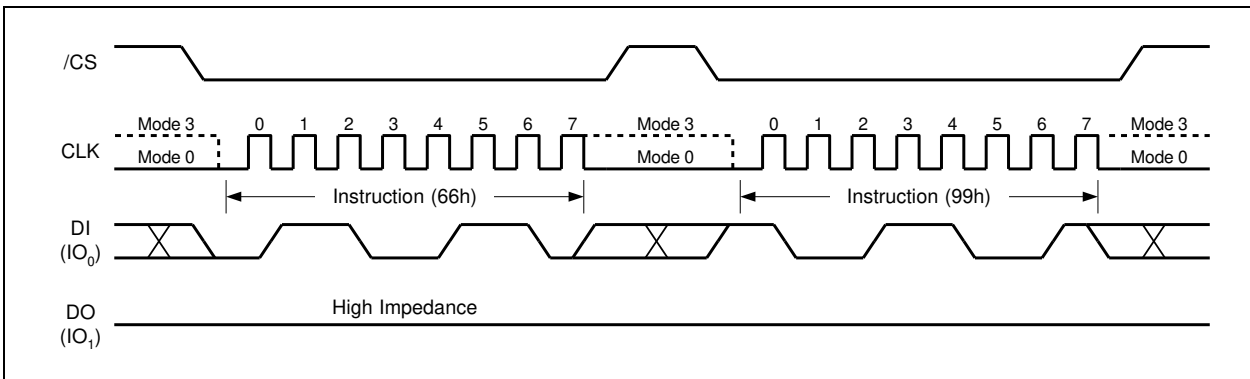 /CS
Mode 3 0 1 2 3 4 5 6 7 Mode 3 0 1 2 3 4 5 6 7 Mode 3
CLK
Mode 0 Mode 0 Mode 0
Instruction (66h) Instruction (99h)
DI
(IO0)
High Impedance
DO
(IO1)